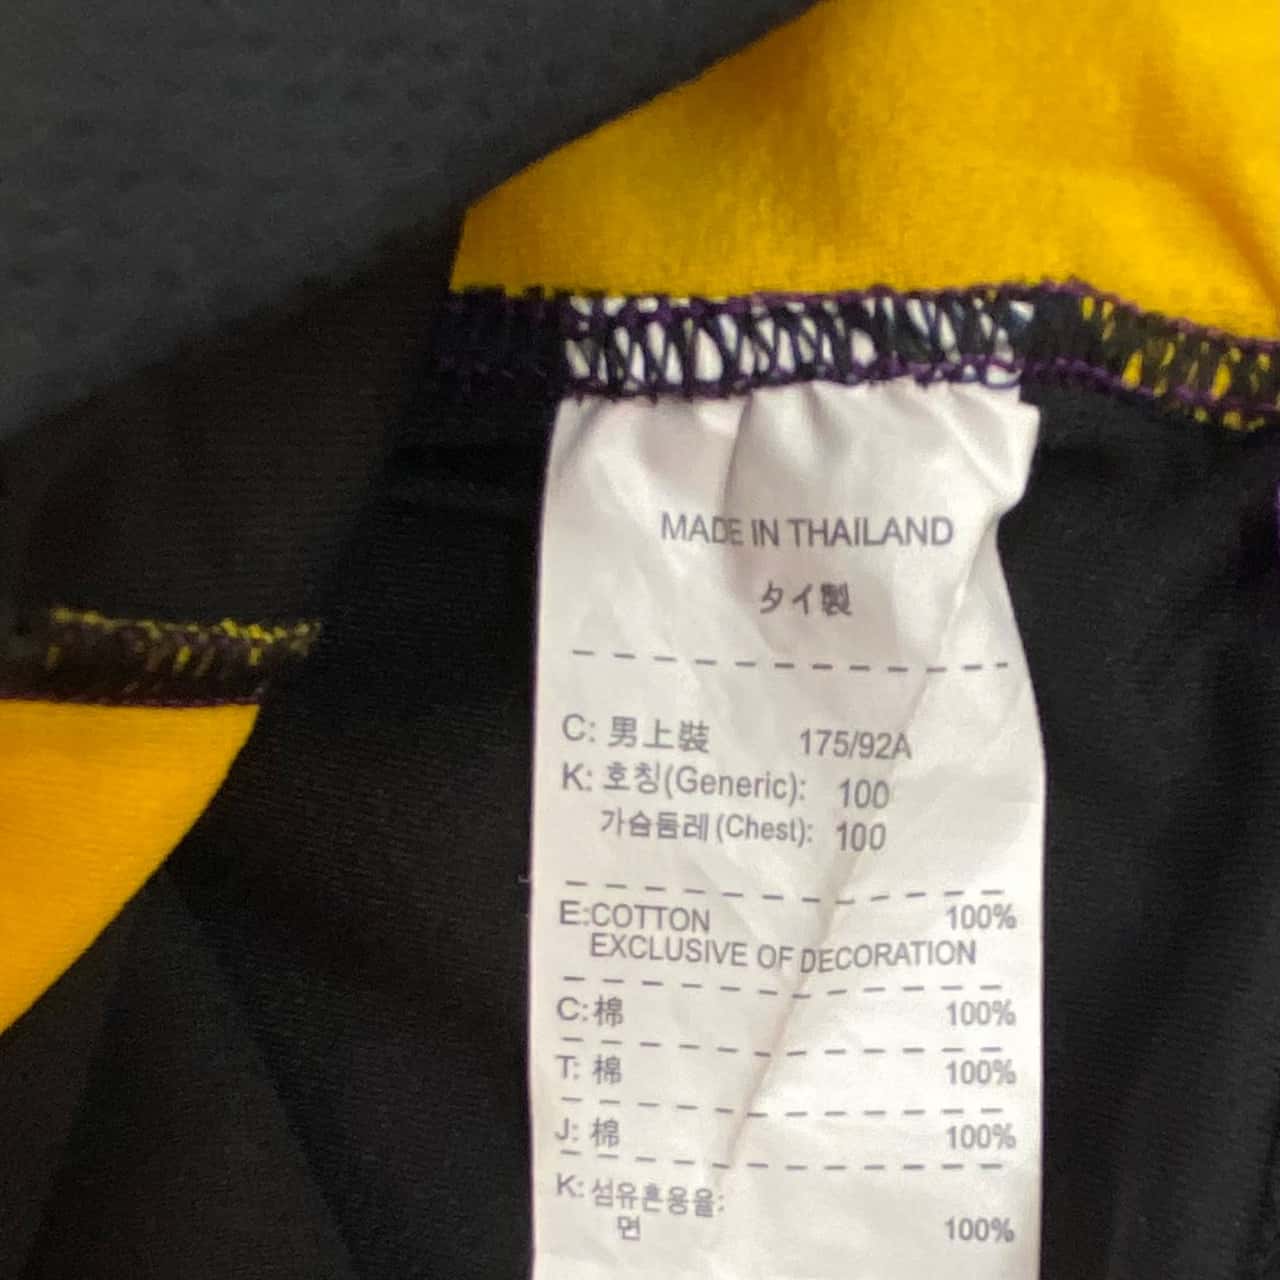 MADE IN THAILAND
タイ製
C: 男上裝 175/92A
K: 호칭(Generic): 100
가슴둘레(Chest): 100
E:COTTON 100%
EXCLUSIVE OF DECORATION
C:棉 100%
T: 棉 100%
J: 棉 100%
K: 섬유혼용율:
면 100%